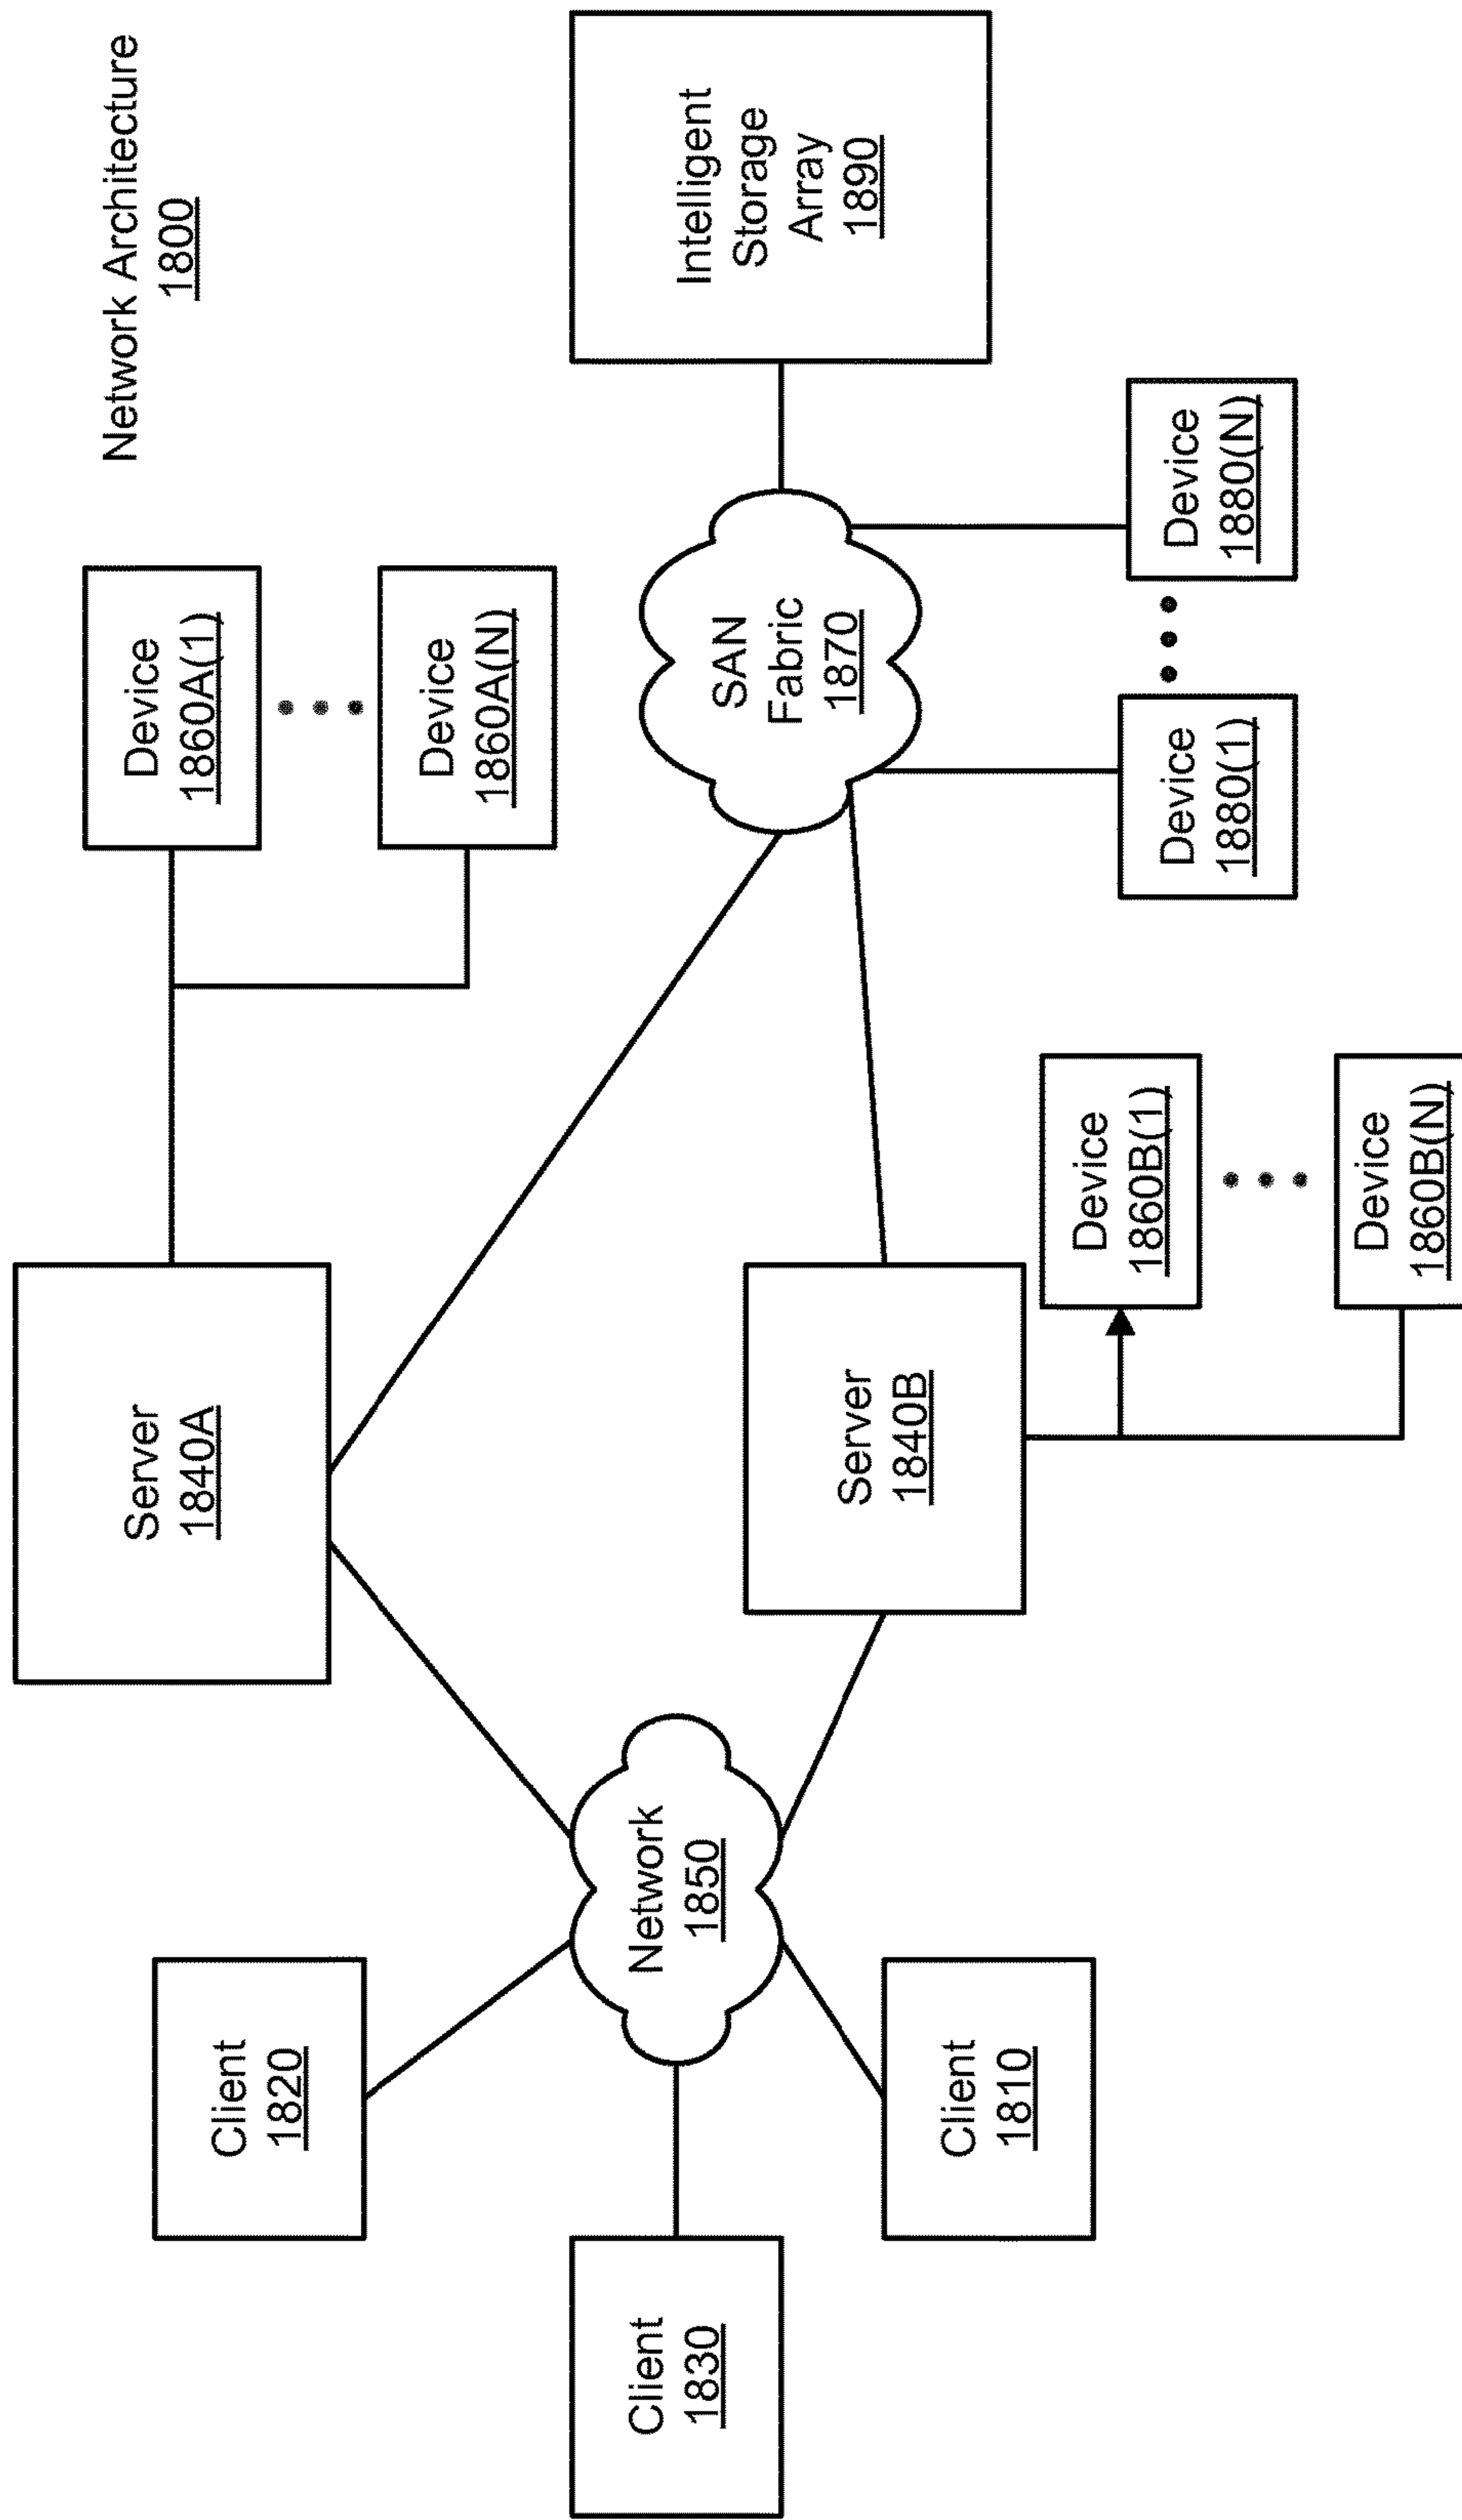 Network Architecture
1800
Device
1860A(1)
Device
1860A(N)
Server
1840A
Client
1820
Intelligent
Storage
Array
1890
SAN
Fabric
1870
Network
1850
Client
1830
Server
1840B
Client
1810
Device
1880(1)
Device
1880(N)
Device
1860B(1)
Device
1860B(N)